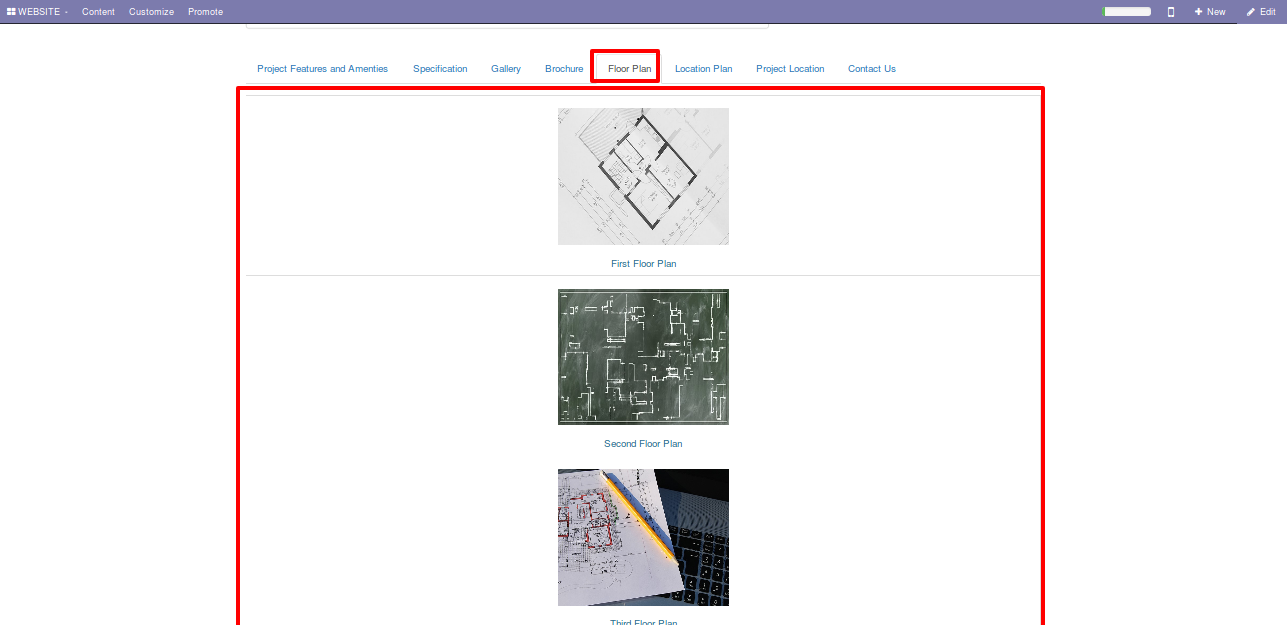 WEBSITE Content Customize Promote + New Edit
Project Features and Amenties Specification Gallery Brochure Floor Plan Location Plan Project Location Contact Us
First Floor Plan
Second Floor Plan
Third Floor Plan